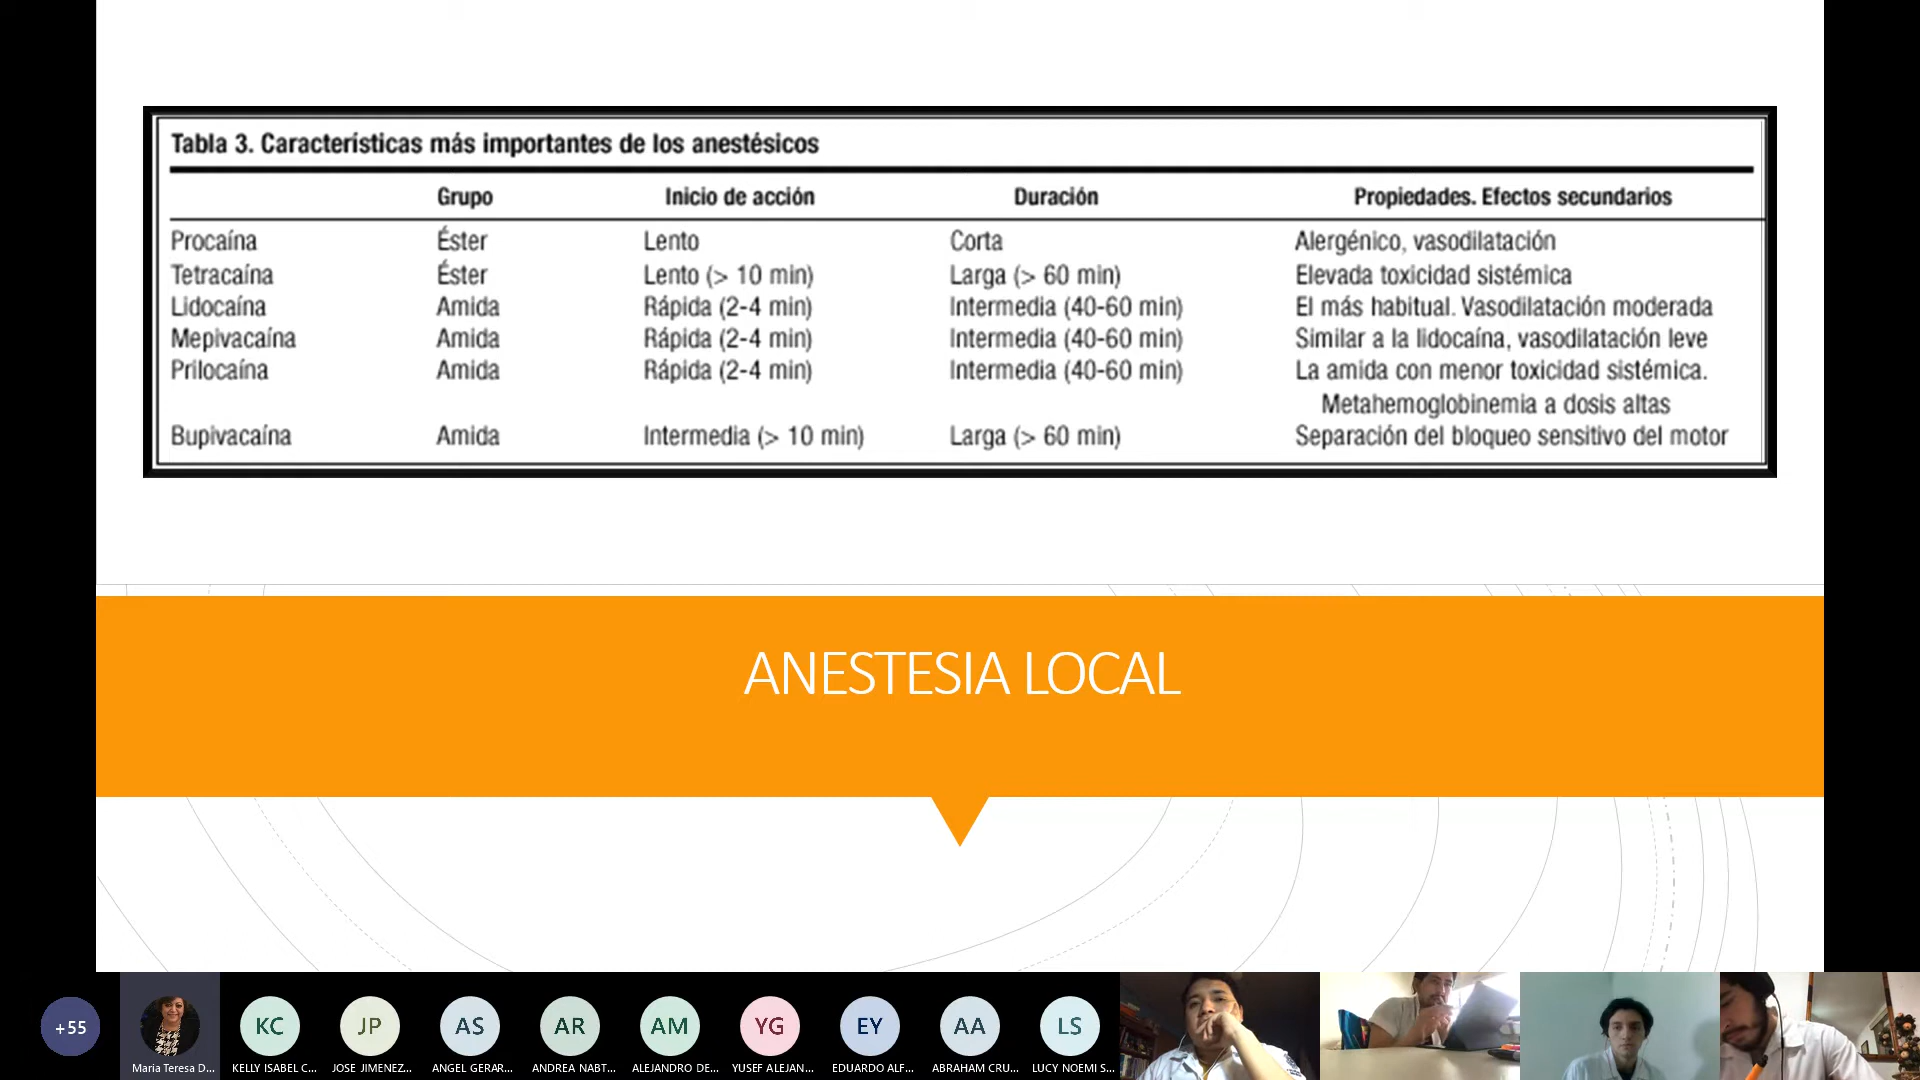 Tabla 3. Características más importantes de los anestésicos
Grupo Inicio de acción Duración Propiedades. Efectos secundarios
Procaína Éster Lento Corta Alergénico, vasodilatación
Tetracaína Éster Lento (> 10 min) Larga (> 60 min) Elevada toxicidad sistémica
Lidocaína Amida Rápida (2-4 min) Intermedia (40-60 min) El más habitual. Vasodilatación moderada
Mepivacaína Amida Rápida (2-4 min) Intermedia (40-60 min) Similar a la lidocaína, vasodilatación leve
Prilocaína Amida Rápida (2-4 min) Intermedia (40-60 min) La amida con menor toxicidad sistémica.
Metahemoglobinemia a dosis altas
Bupivacaína Amida Intermedia (> 10 min) Larga (> 60 min) Separación del bloqueo sensitivo del motor
ANESTESIA LOCAL
+55 KC JP AS AR AM YG EY AA LS
Maria Teresa D... KELLY ISABEL C... JOSE JIMENEZ... ANGEL GERAR... ANDREA NABT... ALEJANDRO DE... YUSEF ALEJAN... EDUARDO ALF... ABRAHAM CRU... LUCY NOEMI S...